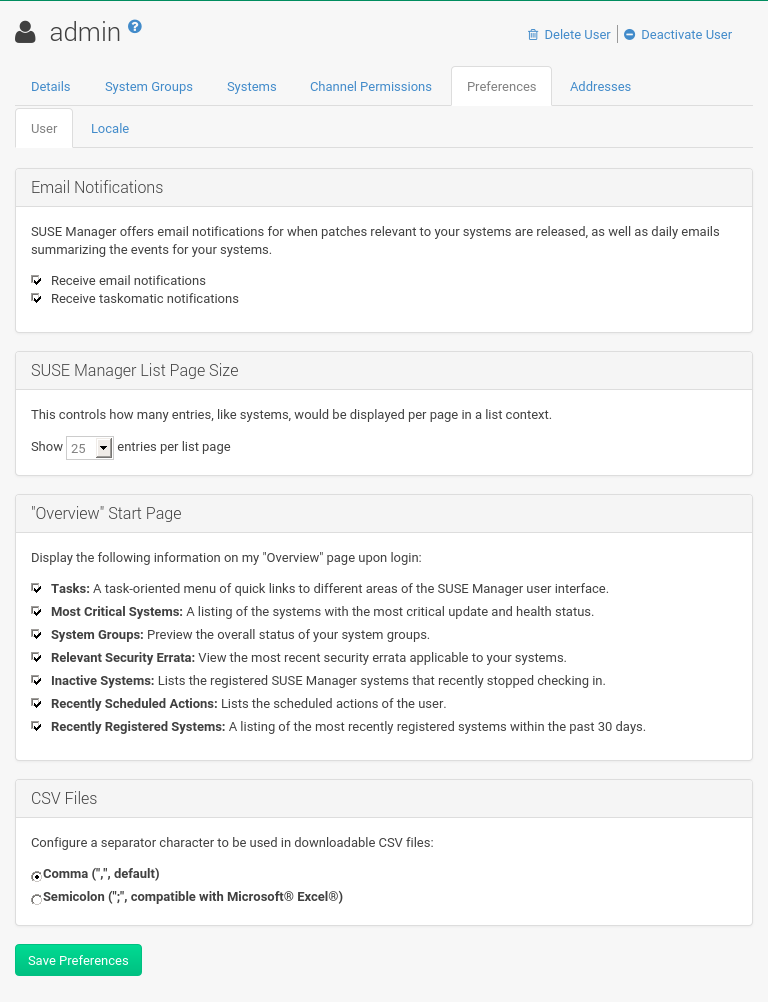 admin ?
Delete User Deactivate User
Details System Groups Systems Channel Permissions Preferences Addresses
User Locale
Email Notifications
SUSE Manager offers email notifications for when patches relevant to your systems are released, as well as daily emails
summarizing the events for your systems.
Receive email notifications
Receive taskomatic notifications
SUSE Manager List Page Size
This controls how many entries, like systems, would be displayed per page in a list context.
Show 25 entries per list page
"Overview" Start Page
Display the following information on my "Overview" page upon login:
Tasks: A task-oriented menu of quick links to different areas of the SUSE Manager user interface.
Most Critical Systems: A listing of the systems with the most critical update and health status.
System Groups: Preview the overall status of your system groups.
Relevant Security Errata: View the most recent security errata applicable to your systems.
Inactive Systems: Lists the registered SUSE Manager systems that recently stopped checking in.
Recently Scheduled Actions: Lists the scheduled actions of the user.
Recently Registered Systems: A listing of the most recently registered systems within the past 30 days.
CSV Files
Configure a separator character to be used in downloadable CSV files:
Comma (",", default)
Semicolon (";", compatible with Microsoft® Excel®)
Save Preferences